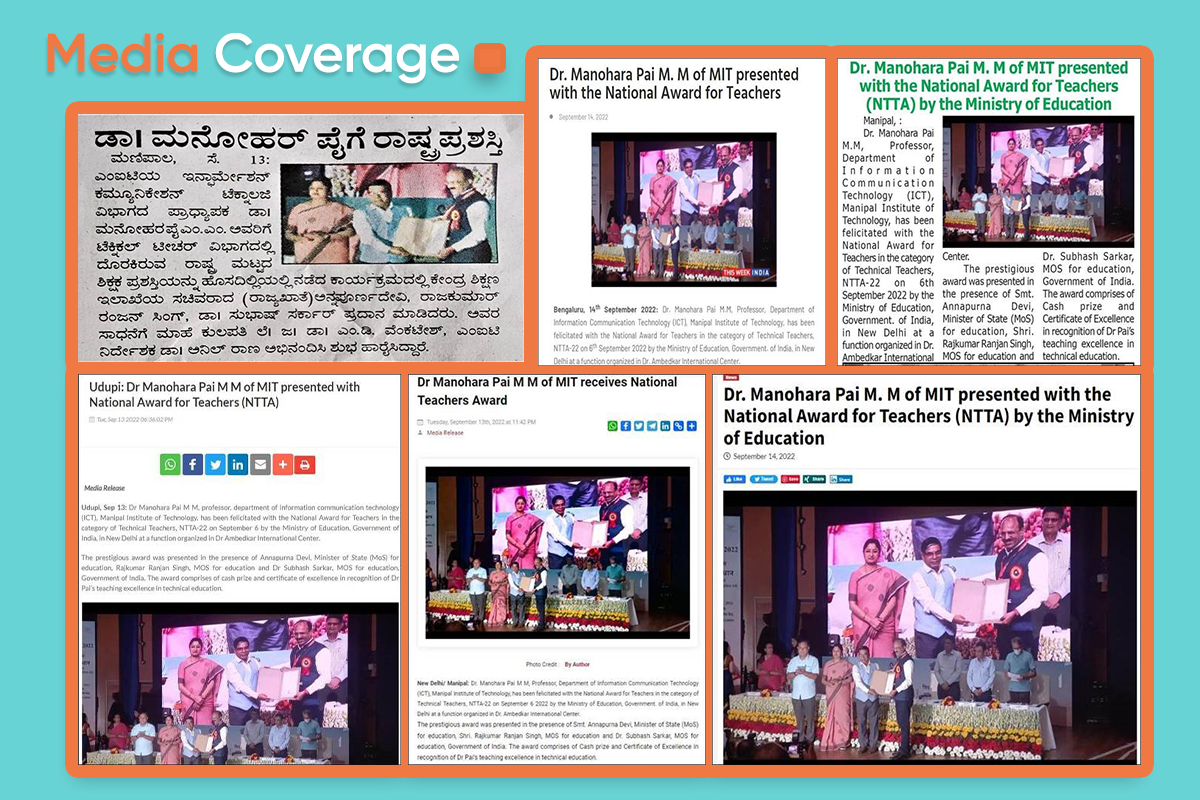 Media Coverage
ಡಾ। ಮನೋಹರ್ ಪೈಗೆ ರಾಷ್ಟ್ರಪ್ರಶಸ್ತಿ
ಮಣಿಪಾಲ, ಸೆ. 13:
ಎಂಐಟಿಯ ಇನ್ಫಾರ್ಮೇಶನ್
ಕಮ್ಯೂನಿಕೇಶನ್ ಟೆಕ್ನಾಲಜಿ
ವಿಭಾಗದ ಪ್ರಾಧ್ಯಾಪಕ ಡಾ।
ಮನೋಹರಪೈ ಎಂ.ಎಂ. ಅವರಿಗೆ
ಟೆಕ್ನಿಕಲ್ ಟೀಚರ್ ವಿಭಾಗದಲ್ಲಿ
ದೊರಕಿರುವ ರಾಷ್ಟ್ರ ಮಟ್ಟದ
ಶಿಕ್ಷಕ ಪ್ರಶಸ್ತಿಯನ್ನು ಹೊಸದಿಲ್ಲಿಯಲ್ಲಿ ನಡೆದ ಕಾರ್ಯಕ್ರಮದಲ್ಲಿ ಕೇಂದ್ರ ಶಿಕ್ಷಣ
ಇಲಾಖೆಯ ಸಚಿವರಾದ (ರಾಜ್ಯಖಾತೆ) ಅನ್ನಪೂರ್ಣದೇವಿ, ರಾಜಕುಮಾರ್
ರಂಜನ್ ಸಿಂಗ್, ಡಾ। ಸುಭಾಷ್ ಸರ್ಕಾರ್ ಪ್ರದಾನ ಮಾಡಿದರು. ಅವರ
ಸಾಧನೆಗೆ ಮಾಹೆ ಕುಲಪತಿ ಲೆ। ಜ। ಡಾ। ಎಂ.ಡಿ. ವೆಂಕಟೇಶ್, ಎಂಐಟಿ
ನಿರ್ದೇಶಕ ಡಾ। ಅನಿಲ್ ರಾಣ ಅಭಿನಂದಿಸಿ ಶುಭ ಹಾರೈಸಿದ್ದಾರೆ.
Dr. Manohara Pai M. M of MIT presented
with the National Award for Teachers
September 14, 2022
THIS WEEK INDIA
Bengaluru, 14th September 2022: Dr. Manohara Pai M.M, Professor, Department of
Information Communication Technology (ICT), Manipal Institute of Technology, has been
felicitated with the National Award for Teachers in the category of Technical Teachers,
NTTA-22 on 6th September 2022 by the Ministry of Education, Government. of India, in New
Delhi at a function organized in Dr. Ambedkar International Center.
Dr. Manohara Pai M. M of MIT presented
with the National Award for Teachers
(NTTA) by the Ministry of Education
Manipal, :
Dr. Manohara Pai
M.M, Professor,
Department of
Information
Communication
Technology (ICT),
Manipal Institute of
Technology, has been
felicitated with the
National Award for
Teachers in the category
of Technical Teachers,
NTTA-22 on 6th
September 2022 by the
Ministry of Education,
Government. of India,
in New Delhi at a
function organized in Dr.
Ambedkar International
Center.
The prestigious
award was presented in
the presence of Smt.
Annapurna Devi,
Minister of State (MoS)
for education, Shri.
Rajkumar Ranjan Singh,
MOS for education and
Dr. Subhash Sarkar,
MOS for education,
Government of India.
The award comprises of
Cash prize and
Certificate of Excellence
in recognition of Dr Pai's
teaching excellence in
technical education.
Udupi: Dr Manohara Pai M M of MIT presented with
National Award for Teachers (NTTA)
Tue, Sep 13 2022 06:36:02 PM
Media Release
Udupi, Sep 13: Dr Manohara Pai M M, professor, department of information communication technology
(ICT), Manipal Institute of Technology, has been felicitated with the National Award for Teachers in the
category of Technical Teachers, NTTA-22 on September 6 by the Ministry of Education, Government of
India, in New Delhi at a function organized in Dr Ambedkar International Center.
The prestigious award was presented in the presence of Annapurna Devi, Minister of State (MoS) for
education, Rajkumar Ranjan Singh, MOS for education and Dr Subhash Sarkar, MOS for education,
Government of India. The award comprises of cash prize and certificate of excellence in recognition of Dr
Pai's teaching excellence in technical education.
Dr Manohara Pai M M of MIT receives National
Teachers Award
Tuesday, September 13th, 2022 at 11:42 PM
Media Release
Photo Credit : By Author
New Delhi/ Manipal: Dr. Manohara Pai M.M, Professor, Department of Information Communication Technology
(ICT), Manipal Institute of Technology, has been felicitated with the National Award for Teachers in the category of
Technical Teachers, NTTA-22 on September 6 2022 by the Ministry of Education, Government. of India, in New
Delhi at a function organized in Dr. Ambedkar International Center.
The prestigious award was presented in the presence of Smt. Annapurna Devi, Minister of State (MoS)
for education, Shri. Rajkumar Ranjan Singh, MOS for education and Dr. Subhash Sarkar, MOS for
education, Government of India. The award comprises of Cash prize and Certificate of Excellence in
recognition of Dr Pai's teaching excellence in technical education.
News
Dr. Manohara Pai M. M of MIT presented with the
National Award for Teachers (NTTA) by the Ministry
of Education
September 14, 2022
Like Tweet Save Share Share
2022